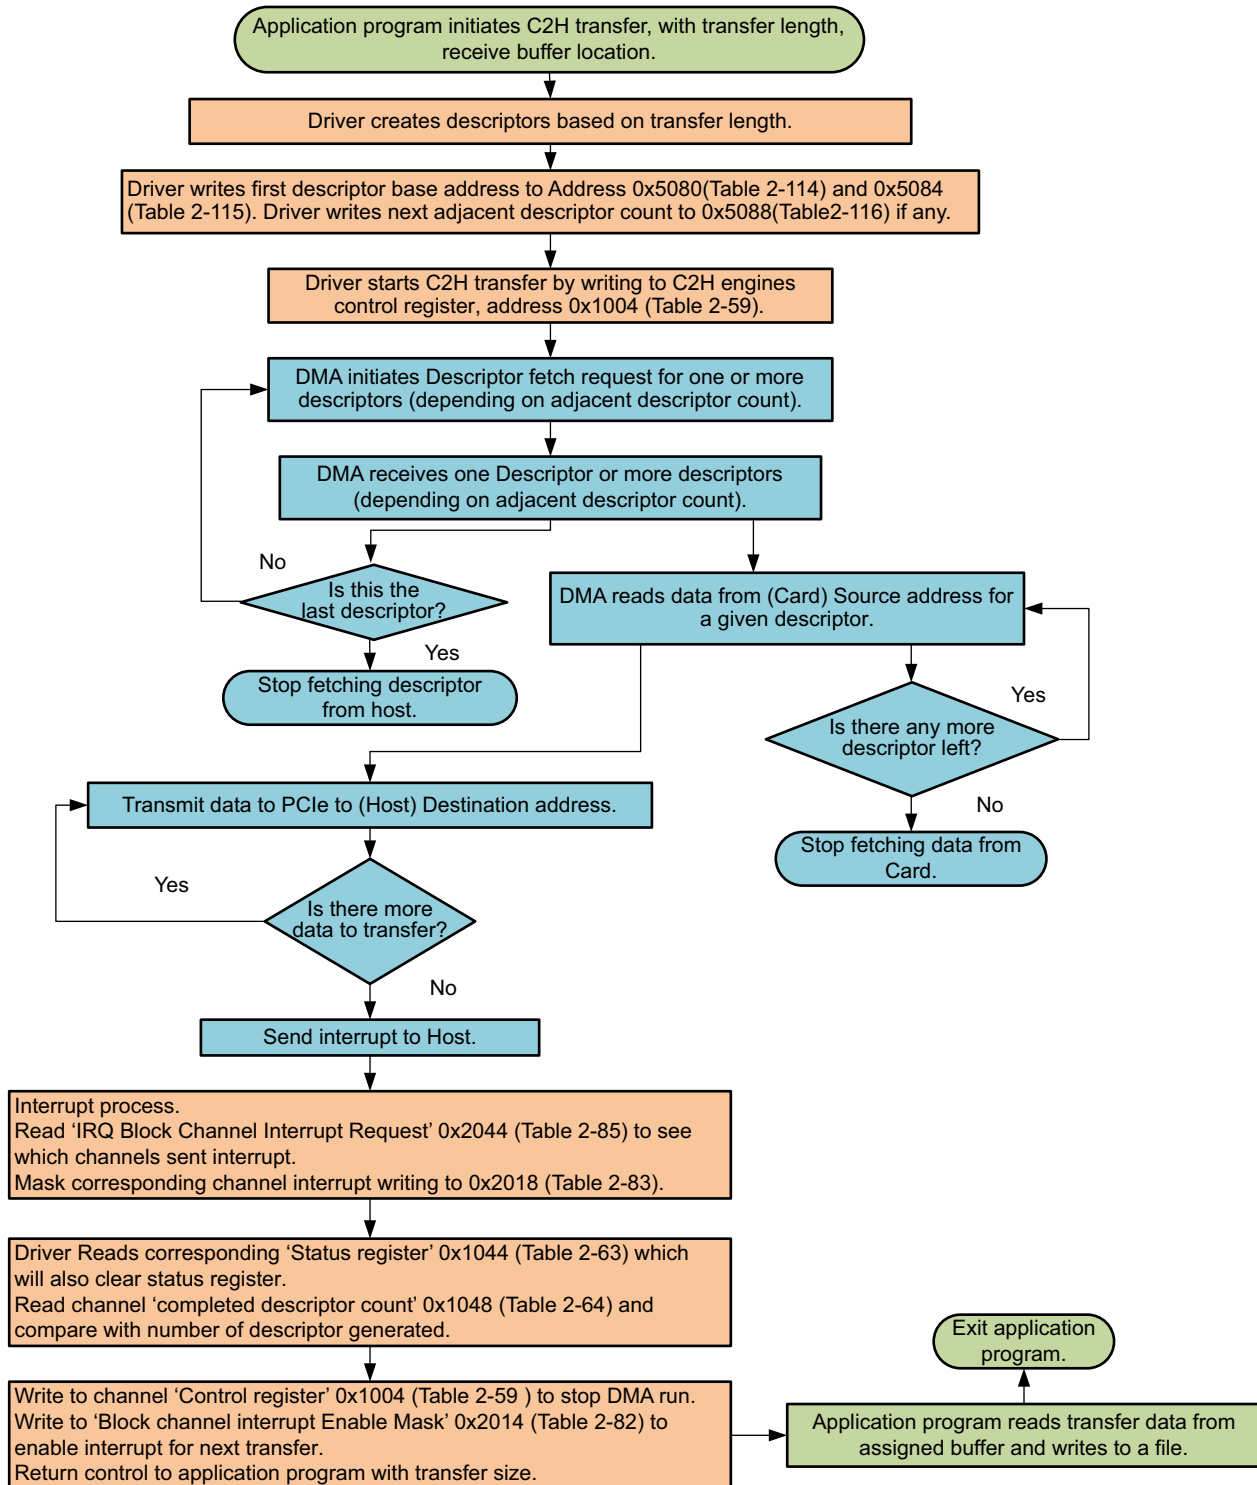 Application program initiates C2H transfer, with transfer length,
receive buffer location.
Driver creates descriptors based on transfer length.
Driver writes first descriptor base address to Address 0x5080(Table 2-114) and 0x5084
(Table 2-115). Driver writes next adjacent descriptor count to 0x5088(Table2-116) if any.
Driver starts C2H transfer by writing to C2H engines
control register, address 0x1004 (Table 2-59).
DMA initiates Descriptor fetch request for one or more
descriptors (depending on adjacent descriptor count).
DMA receives one Descriptor or more descriptors
(depending on adjacent descriptor count).
No
Is this the
last descriptor?
Yes
Stop fetching descriptor
from host.
DMA reads data from (Card) Source address for
a given descriptor.
Yes
Is there any more
descriptor left?
No
Stop fetching data from
Card.
Transmit data to PCIe to (Host) Destination address.
Yes
Is there more
data to transfer?
No
Send interrupt to Host.
Interrupt process.
Read ‘IRQ Block Channel Interrupt Request’ 0x2044 (Table 2-85) to see
which channels sent interrupt.
Mask corresponding channel interrupt writing to 0x2018 (Table 2-83).
Driver Reads corresponding ‘Status register’ 0x1044 (Table 2-63) which
will also clear status register.
Read channel ‘completed descriptor count’ 0x1048 (Table 2-64) and
compare with number of descriptor generated.
Write to channel ‘Control register’ 0x1004 (Table 2-59 ) to stop DMA run.
Write to ‘Block channel interrupt Enable Mask’ 0x2014 (Table 2-82) to
enable interrupt for next transfer.
Return control to application program with transfer size.
Application program reads transfer data from
assigned buffer and writes to a file.
Exit application
program.